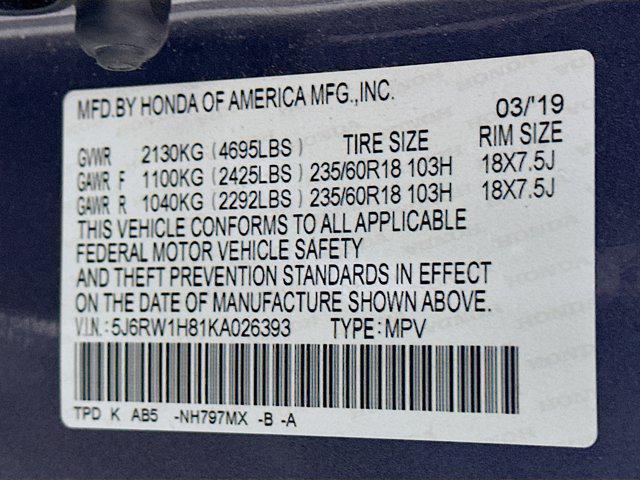 MFD.BY HONDA OF AMERICA MFG.,INC. 03/'19
GVWR 2130KG (4695LBS) TIRE SIZE RIM SIZE
GAWR F 1100KG (2425LBS) 235/60R18 103H 18X7.5J
GAWR R 1040KG (2292LBS) 235/60R18 103H 18X7.5J
THIS VEHICLE CONFORMS TO ALL APPLICABLE
FEDERAL MOTOR VEHICLE SAFETY
AND THEFT PREVENTION STANDARDS IN EFFECT
ON THE DATE OF MANUFACTURE SHOWN ABOVE.
V.I.N.: 5J6RW1H81KA026393 TYPE: MPV
TPD K AB5 -NH797MX -B -A